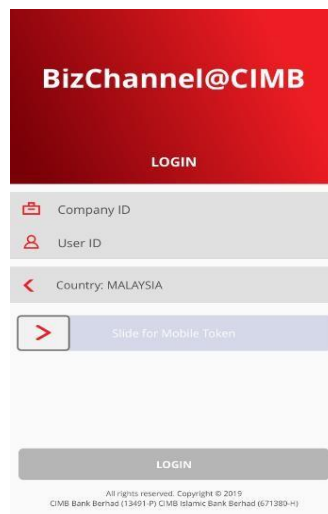 BizChannel@CIMB
LOGIN
Company ID
User ID
Country: MALAYSIA
Slide for Mobile Token
LOGIN
All rights reserved. Copyright © 2019
CIMB Bank Berhad (13491-P) CIMB Islamic Bank Berhad (671380-H)